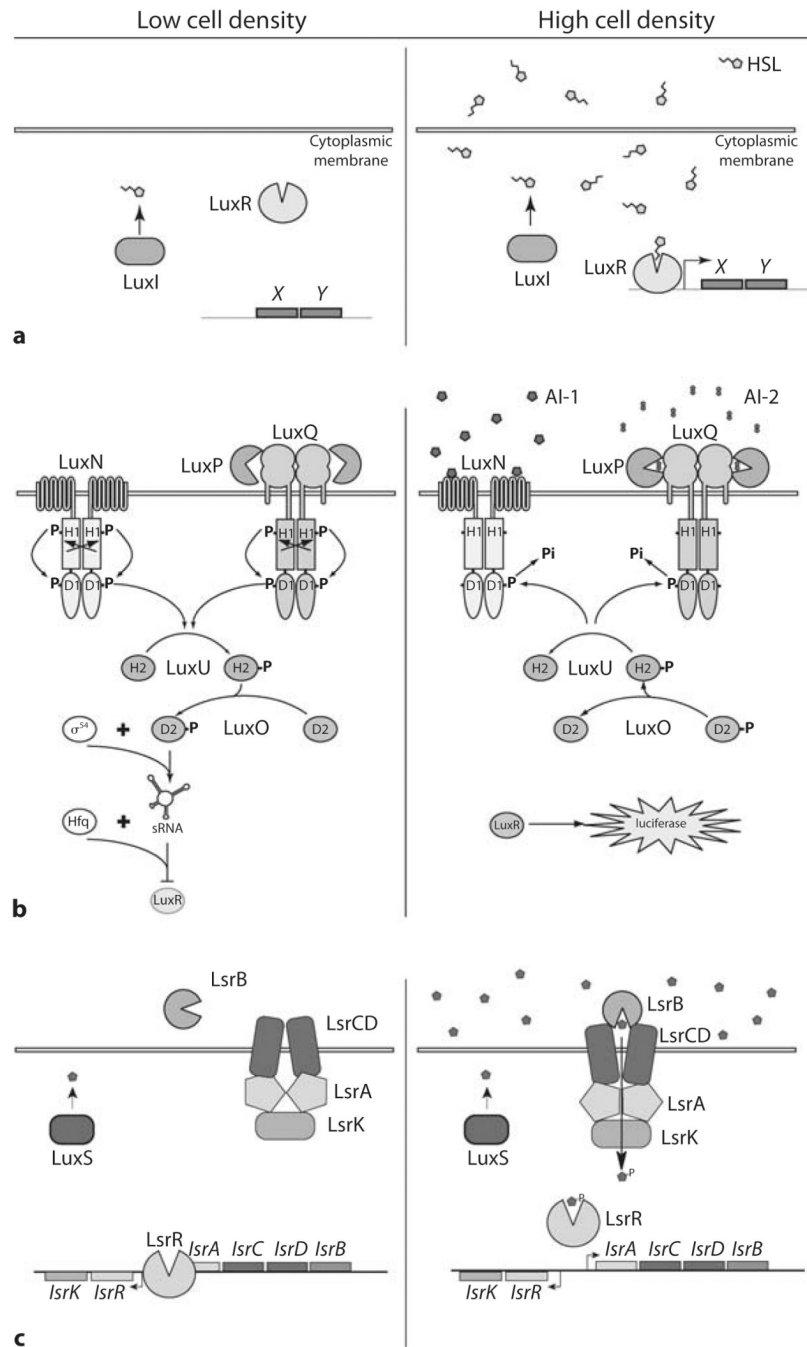 Low cell density
High cell density
HSL
Cytoplasmic
membrane
LuxR
LuxI
X Y
Cytoplasmic
membrane
LuxR
LuxI
X Y
a
LuxN
LuxP
LuxQ
P H1 H1 P
P D1 D1 P
P H1 H1 P
P D1 D1 P
H2 LuxU H2 P
σ54 + D2 P LuxO D2
Hfq + sRNA
LuxR
AI-1
AI-2
LuxN
LuxP
LuxQ
H1 H1
D1 D1 P Pi
H1 H1
Pi P D1 D1
H2 LuxU H2 P
D2 LuxO D2 P
LuxR luciferase
b
LsrB
LsrCD
LsrA
LsrK
LuxS
LsrR
lsrA lsrC lsrD lsrB
lsrK lsrR
LsrB
LsrCD
LsrA
LsrK
LuxS
P
P
LsrR
lsrA lsrC lsrD lsrB
lsrK lsrR
c